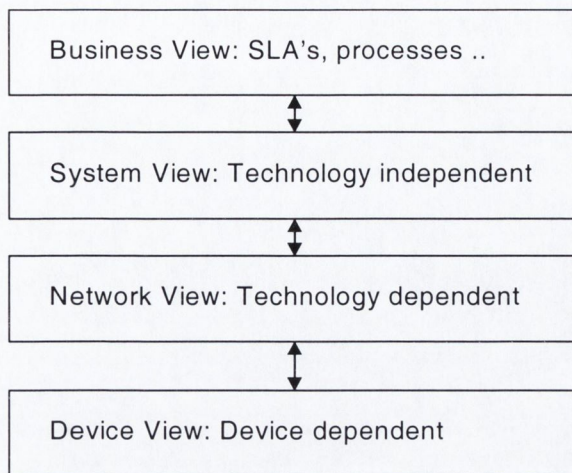 Business View: SLA's, processes ..
System View: Technology independent
Network View: Technology dependent
Device View: Device dependent